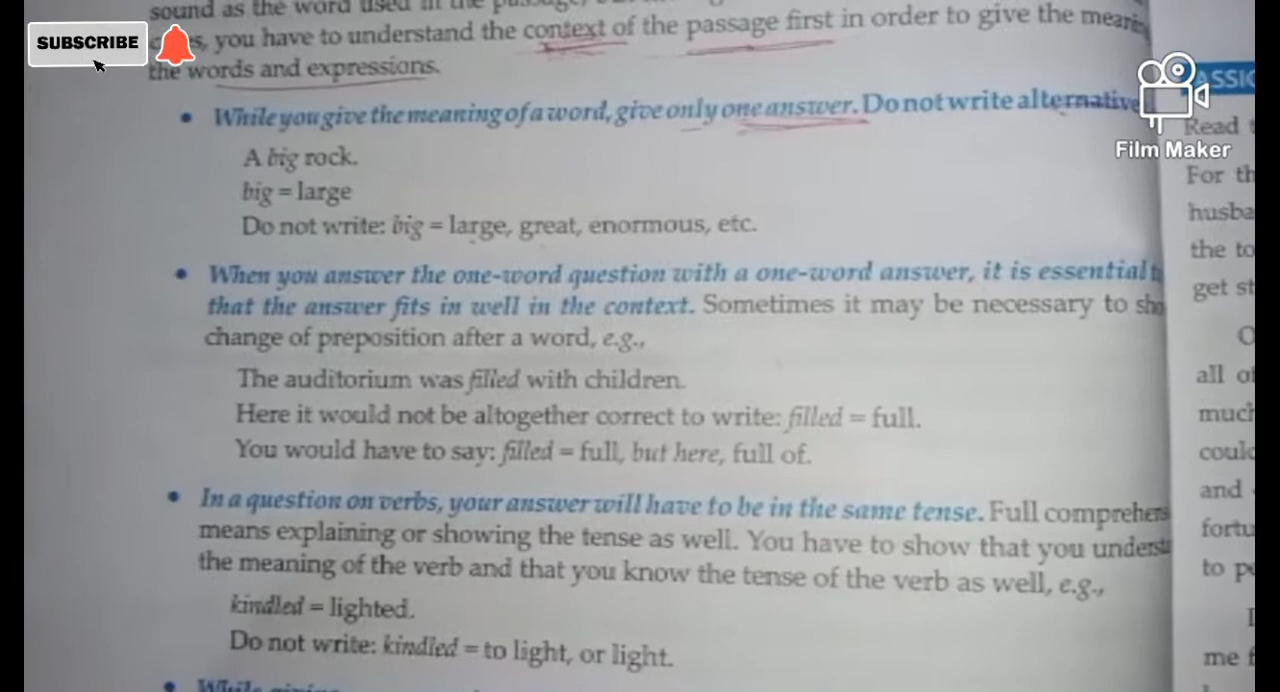 SUBSCRIBE
sound as the word used in the passage,
you have to understand the context of the passage first in order to give the meaning
the words and expressions.
• While you give the meaning of a word, give only one answer. Do not write alternative
A big rock.
big = large
Do not write: big = large, great, enormous, etc.
• When you answer the one-word question with a one-word answer, it is essential
that the answer fits in well in the context. Sometimes it may be necessary to sho
change of preposition after a word, e.g.,
The auditorium was filled with children.
Here it would not be altogether correct to write: filled = full.
You would have to say: filled = full, but here, full of.
• In a question on verbs, your answer will have to be in the same tense. Full comprehens
means explaining or showing the tense as well. You have to show that you underst
the meaning of the verb and that you know the tense of the verb as well, e.g.,
kindled = lighted.
Do not write: kindled = to light, or light.
• While giving
Film Maker
ASSIG
Read
For th
husba
the to
get st
O
all of
much
could
and
fortu
to pe
me f